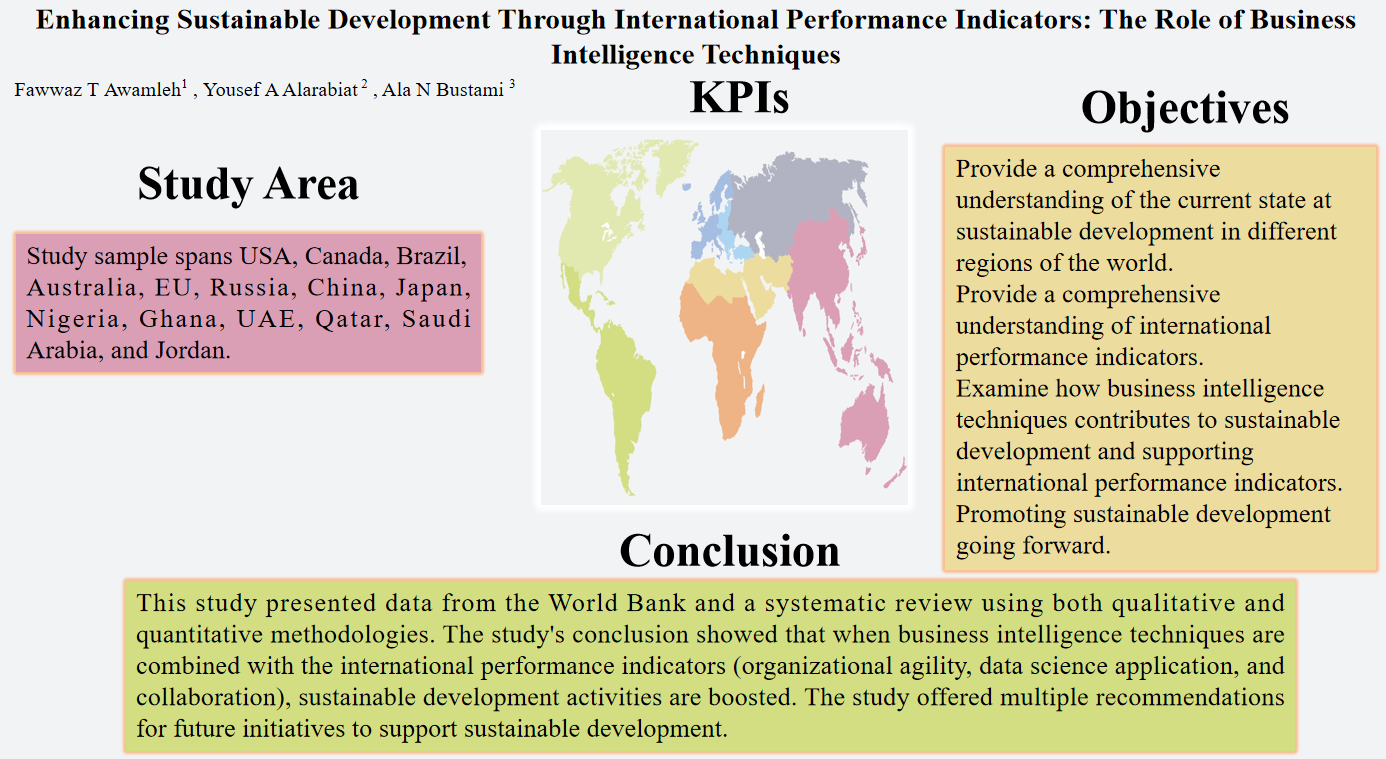 Enhancing Sustainable Development Through International Performance Indicators: The Role of Business
Intelligence Techniques
Fawwaz T Awamleh1 , Yousef A Alarabiat 2 , Ala N Bustami 3
KPIs
Objectives
Study Area
Study sample spans USA, Canada, Brazil,
Australia, EU, Russia, China, Japan,
Nigeria, Ghana, UAE, Qatar, Saudi
Arabia, and Jordan.
Provide a comprehensive
understanding of the current state at
sustainable development in different
regions of the world.
Provide a comprehensive
understanding of international
performance indicators.
Examine how business intelligence
techniques contributes to sustainable
development and supporting
international performance indicators.
Promoting sustainable development
going forward.
Conclusion
This study presented data from the World Bank and a systematic review using both qualitative and
quantitative methodologies. The study's conclusion showed that when business intelligence techniques are
combined with the international performance indicators (organizational agility, data science application, and
collaboration), sustainable development activities are boosted. The study offered multiple recommendations
for future initiatives to support sustainable development.